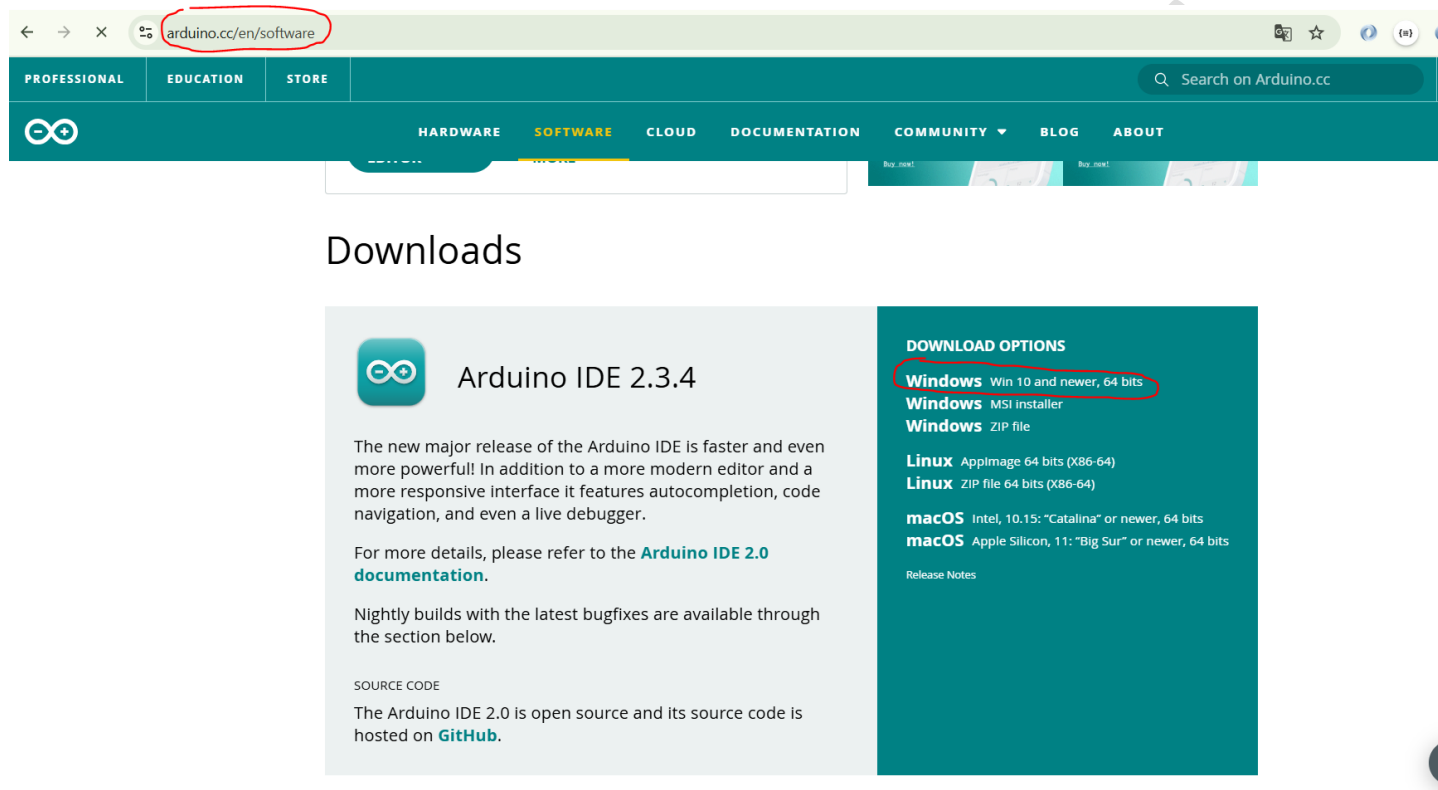 arduino.cc/en/software
PROFESSIONAL
EDUCATION
STORE
Search on Arduino.cc
HARDWARE
SOFTWARE
CLOUD
DOCUMENTATION
COMMUNITY
BLOG
ABOUT
Buy now!
Buy now!
Downloads
Arduino IDE 2.3.4
The new major release of the Arduino IDE is faster and even
more powerful! In addition to a more modern editor and a
more responsive interface it features autocompletion, code
navigation, and even a live debugger.
For more details, please refer to the Arduino IDE 2.0
documentation.
Nightly builds with the latest bugfixes are available through
the section below.
SOURCE CODE
The Arduino IDE 2.0 is open source and its source code is
hosted on GitHub.
DOWNLOAD OPTIONS
Windows Win 10 and newer, 64 bits
Windows MSI installer
Windows ZIP file
Linux AppImage 64 bits (X86-64)
Linux ZIP file 64 bits (X86-64)
macOS Intel, 10.15: “Catalina” or newer, 64 bits
macOS Apple Silicon, 11: “Big Sur” or newer, 64 bits
Release Notes